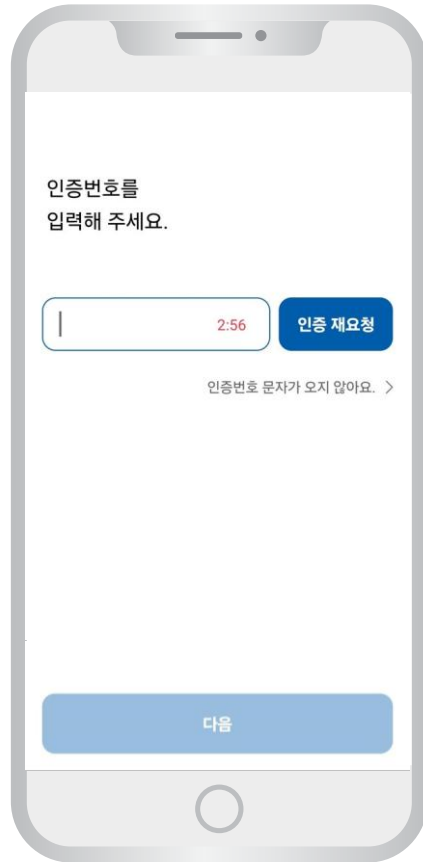 인증번호를
입력해 주세요.
2:56
인증 재요청
인증번호 문자가 오지 않아요. >
다음